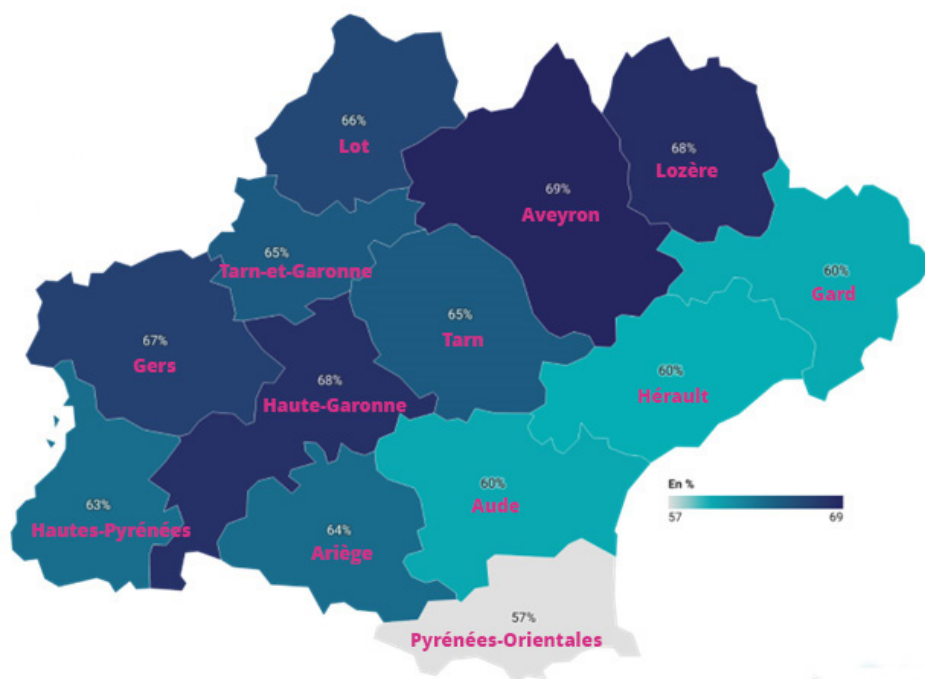 66%
Lot
68%
Lozère
69%
Aveyron
65%
Tarn-et-Garonne
60%
Gard
65%
Tarn
67%
Gers
68%
Haute-Garonne
60%
Hérault
60%
Aude
En %
57 69
63%
Hautes-Pyrénées
64%
Ariège
57%
Pyrénées-Orientales